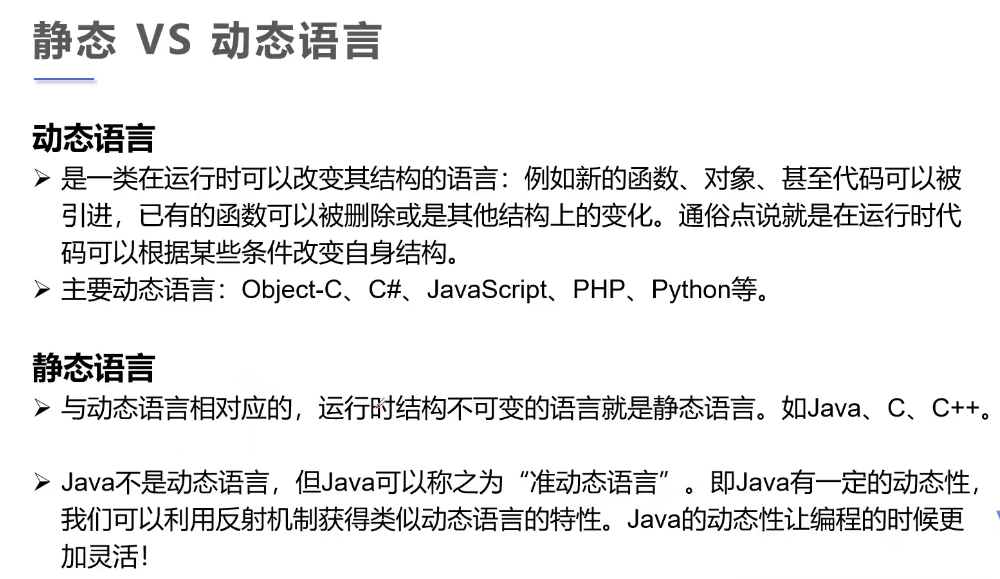 静态 VS 动态语言
动态语言
➢ 是一类在运行时可以改变其结构的语言：例如新的函数、对象、甚至代码可以被
引进，已有的函数可以被删除或是其他结构上的变化。通俗点说就是在运行时代
码可以根据某些条件改变自身结构。
➢ 主要动态语言：Object-C、C#、JavaScript、PHP、Python等。
静态语言
➢ 与动态语言相对应的，运行时结构不可变的语言就是静态语言。如Java、C、C++。
➢ Java不是动态语言，但Java可以称之为“准动态语言”。即Java有一定的动态性，
我们可以利用反射机制获得类似动态语言的特性。Java的动态性让编程的时候更
加灵活！